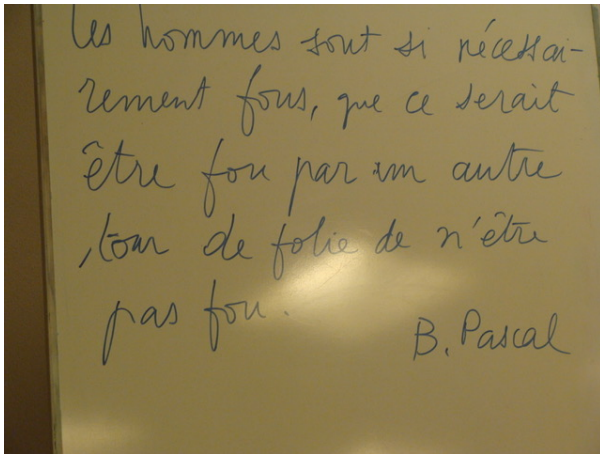 Les hommes sont si nécessai-
rement fous, que ce serait
être fou par un autre
tour de folie de n'être
pas fou.
B. Pascal